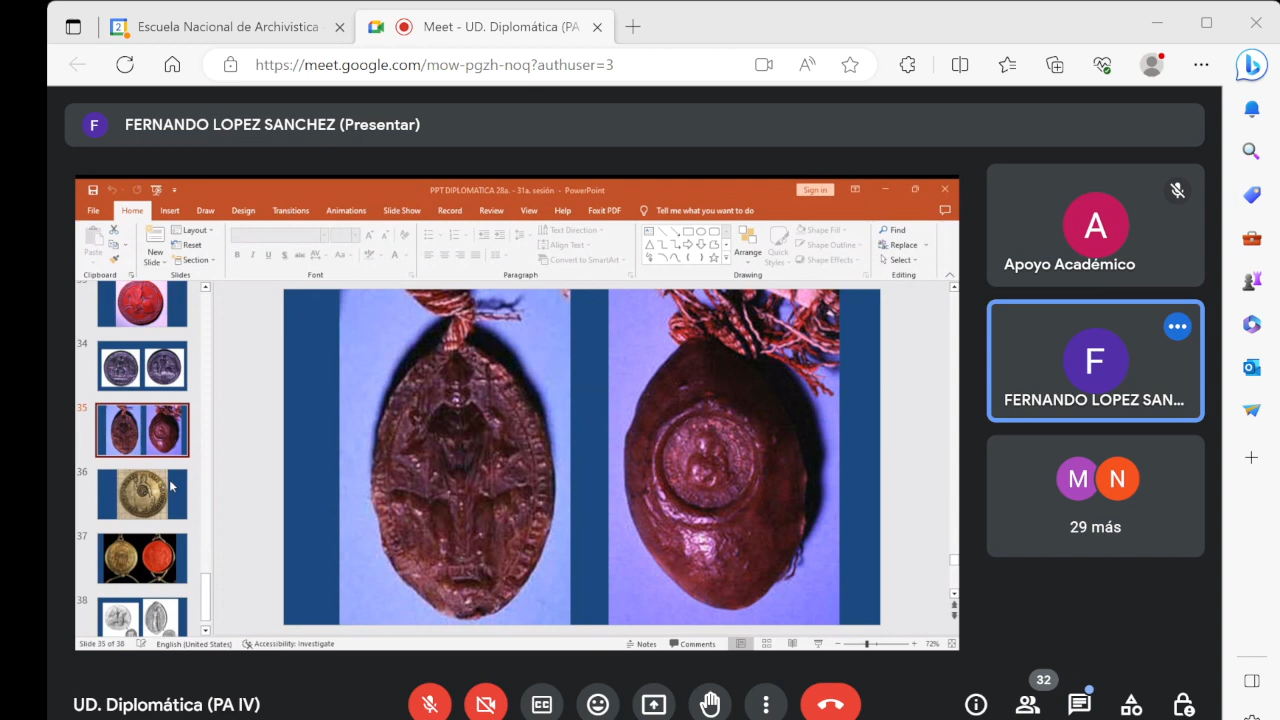 Escuela Nacional de Archivística
Meet - UD. Diplomática (PA
https://meet.google.com/mow-pgzh-noq?authuser=3
F
FERNANDO LOPEZ SANCHEZ (Presentar)
PPT DIPLOMATICA 28a. - 31a. sesión - PowerPoint
Sign in
File Home Insert Draw Design Transitions Animations Slide Show Record Review View Help Foxit PDF Tell me what you want to do
Paste
New
Slide
Layout
Reset
Section
Text Direction
Align Text
Convert to SmartArt
Arrange
Quick
Styles
Shape Fill
Shape Outline
Shape Effects
Find
Replace
Select
Clipboard Slides Font Paragraph Drawing Editing
34
35
36
37
38
Slide 35 of 38 English (United States) Accessibility: Investigate Notes Comments 72%
A
Apoyo Académico
F
FERNANDO LOPEZ SAN...
M N
29 más
UD. Diplomática (PA IV)
32